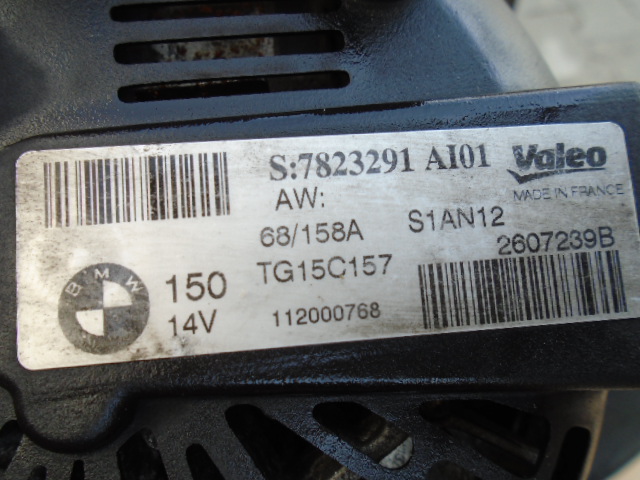 S:7823291 AI01
Valeo
MADE IN FRANCE
AW:
68/158A
S1AN12
2607239B
BMW
150
TG15C157
14V
112000768